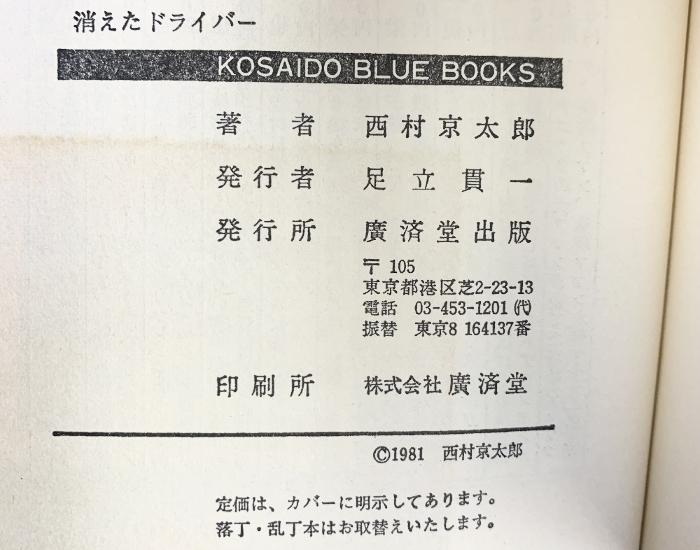 消えたドライバー
KOSAIDO BLUE BOOKS
著者 西村京太郎
発行者 足立貫一
発行所 廣済堂出版
〒105
東京都港区芝2-23-13
電話 03-453-1201㈹
振替 東京8 164137番
印刷所 株式会社廣済堂
©1981 西村京太郎
定価は、カバーに明示してあります。
落丁・乱丁本はお取替えいたします。